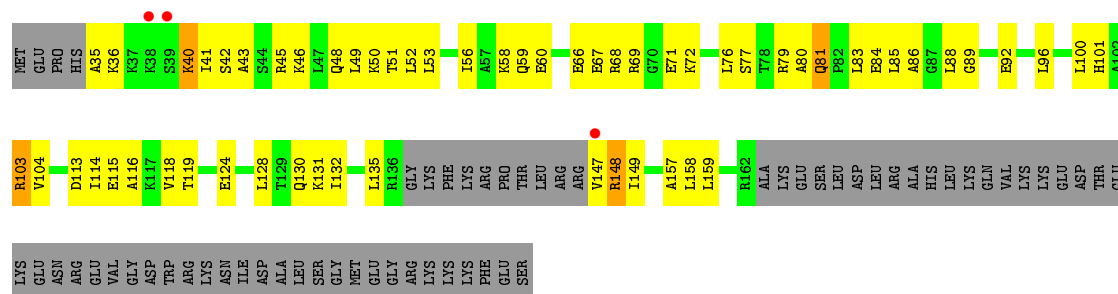 MET GLU PRO HIS A35 K36 K37 K38 S39 K40 I41 S42 A43 S44 R45 K46 L47 Q48 L49 K50 T51 L52 L53 I56 A57 K58 Q59 E60 E66 E67 R68 R69 G70 E71 K72 L76 S77 T78 R79 A80 Q81 P82 L83 E84 L85 A86 G87 L88 G89 E92 L96 L100 H101 A102
R103 V104 D113 I114 E115 A116 K117 V118 T119 E124 L128 T129 Q130 K131 I132 L135 R136 GLY LYS PHE LYS ARG PRO THR LEU ARG ARG V147 R148 I149 A157 L158 L159 R162 ALA LYS GLU SER LEU ASP LEU ARG ALA HIS LEU LYS GLN VAL LYS LYS GLU ASP THR GLU
LYS GLU ASN ARG GLU VAL GLY ASP TRP ARG LYS ASN ILE ASP ALA LEU SER GLY MET GLU GLY ARG LYS LYS LYS PHE GLU SER